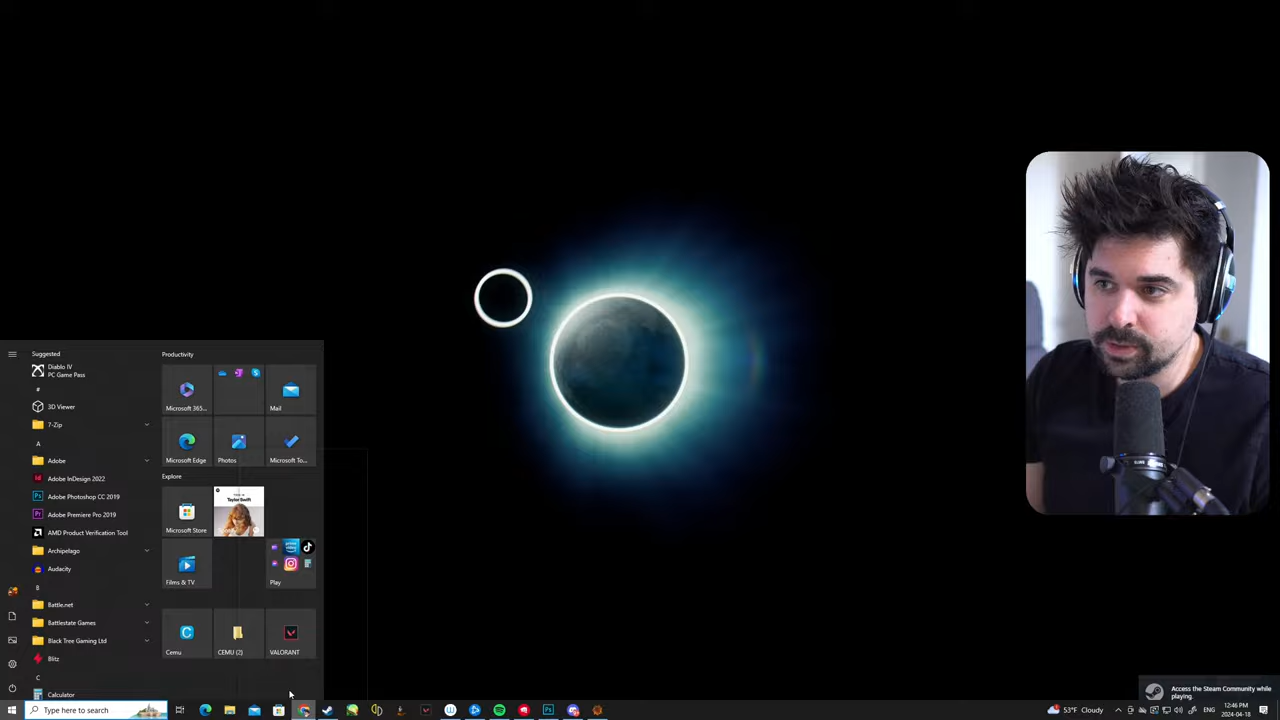 Suggested
Diablo IV
PC Game Pass
#
3D Viewer
7-Zip
A
Adobe
Adobe InDesign 2022
Adobe Photoshop CC 2019
Adobe Premiere Pro 2019
AMD Product Verification Tool
Archipelago
Audacity
B
Battle.net
Battlestate Games
Black Tree Gaming Ltd
Blitz
C
Calculator
Productivity
Microsoft 365...
Mail
Microsoft Edge
Photos
Microsoft To...
Explore
Microsoft Store
Taylor Swift
Films & TV
Play
Cemu
CEMU (2)
VALORANT
Access the Steam Community while
playing.
Type here to search
53°F Cloudy
ENG
12:46 PM
2024-04-18